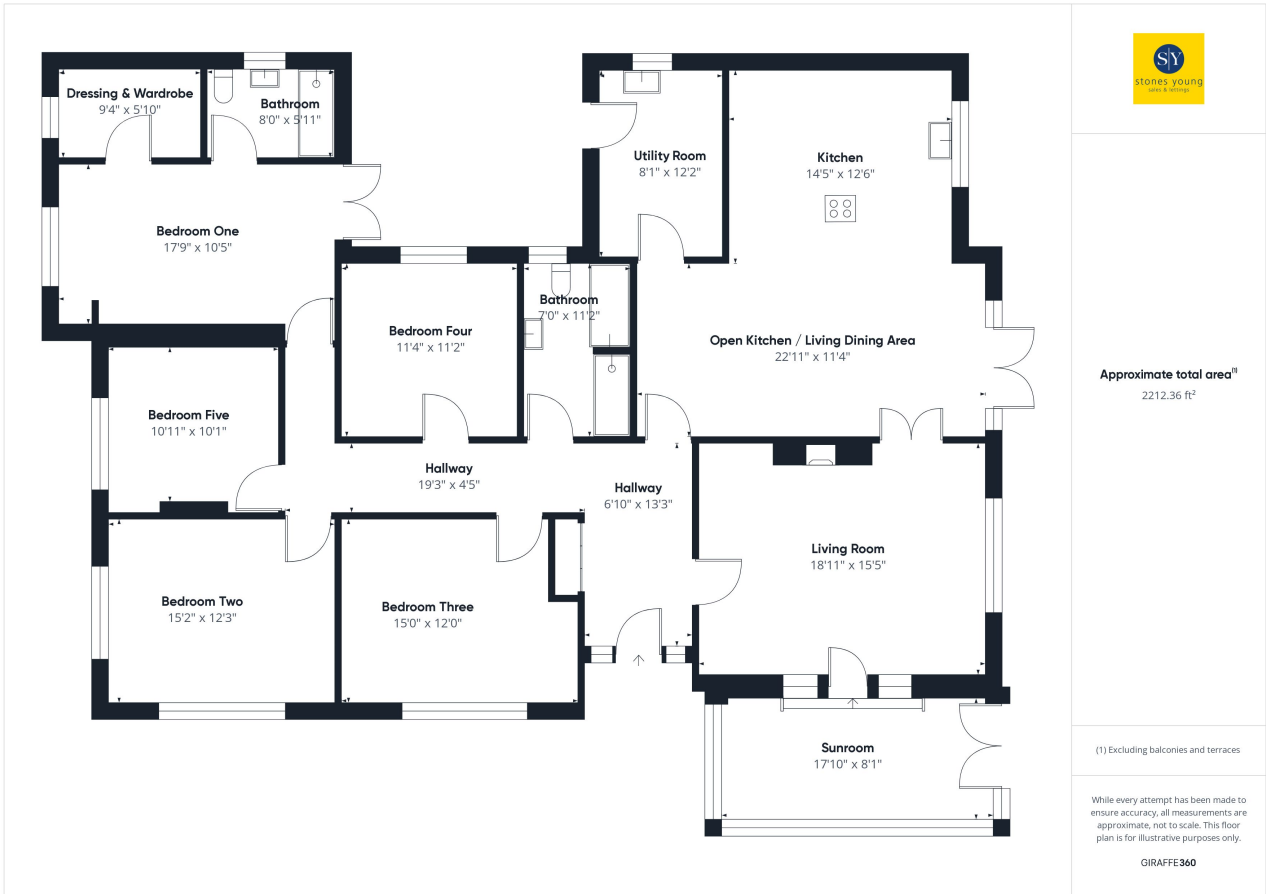 Dressing & Wardrobe
9'4" x 5'10"
Bathroom
8'0" x 5'11"
Bedroom One
17'9" x 10'5"
Utility Room
8'1" x 12'2"
Kitchen
14'5" x 12'6"
Bathroom
7'0" x 11'2"
Bedroom Four
11'4" x 11'2"
Open Kitchen / Living Dining Area
22'11" x 11'4"
Bedroom Five
10'11" x 10'1"
Hallway
19'3" x 4'5"
Hallway
6'10" x 13'3"
Living Room
18'11" x 15'5"
Bedroom Two
15'2" x 12'3"
Bedroom Three
15'0" x 12'0"
Sunroom
17'10" x 8'1"
S|Y
stones young
sales & lettings
Approximate total area⁽¹⁾
2212.36 ft²
(1) Excluding balconies and terraces
While every attempt has been made to
ensure accuracy, all measurements are
approximate, not to scale. This floor
plan is for illustrative purposes only.
GIRAFFE360